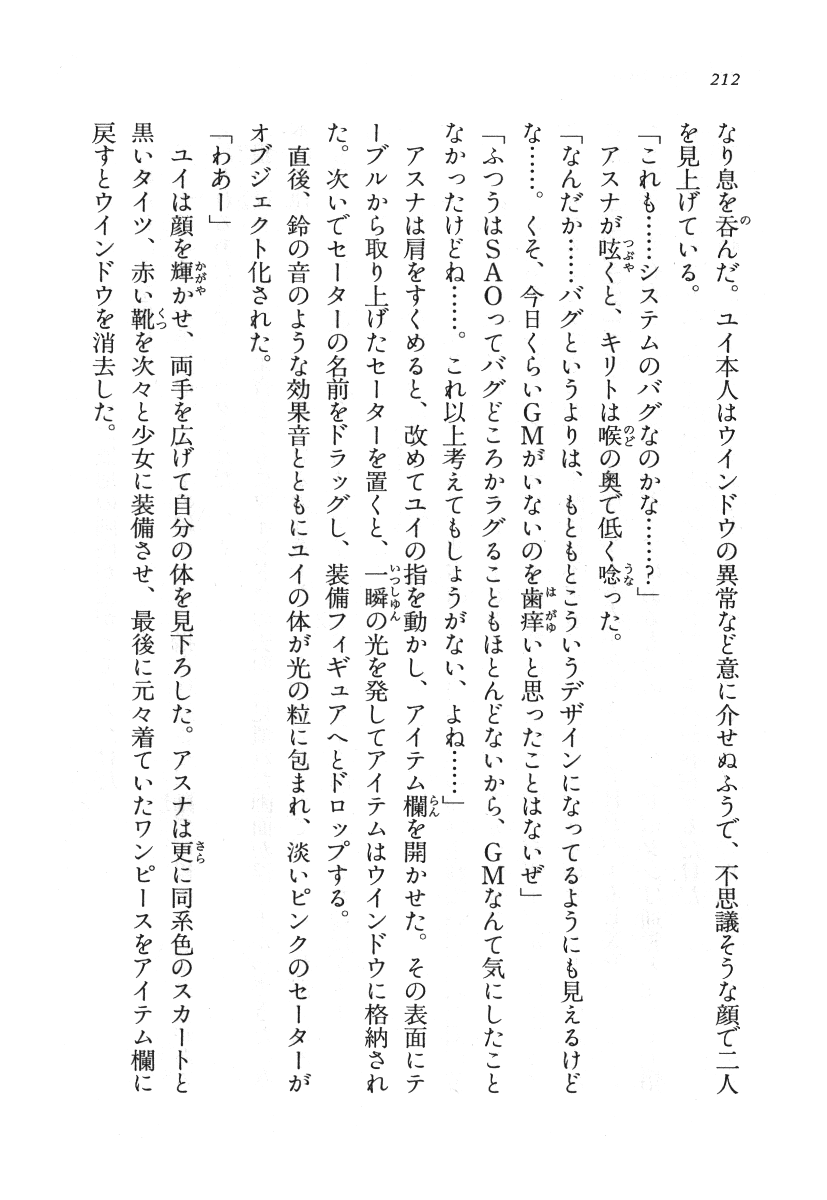 212
なり息を呑んだ。ユイ本人はウインドウの異常など意に介せぬふうで、不思議そうな顔で二人
を見上げている。
「これも……システムのバグなのかな……？」
アスナが呟くと、キリトは喉の奥で低く唸った。
「なんだか……バグというよりは、もともとこういうデザインになってるようにも見えるけど
な……。くそ、今日くらいGMがいないのを歯痒いと思ったことはないぜ」
「ふつうはSAOってバグどころかラグることもほとんどないから、GMなんて気にしたこと
なかったけどね……。これ以上考えてもしょうがない、よね……」
アスナは肩をすくめると、改めてユイの指を動かし、アイテム欄を開かせた。その表面にテ
ーブルから取り上げたセーターを置くと、一瞬の光を発してアイテムはウインドウに格納され
た。次いでセーターの名前をドラッグし、装備フィギュアへとドロップする。
直後、鈴の音のような効果音とともにユイの体が光の粒に包まれ、淡いピンクのセーターが
オブジェクト化された。
「わあー」
ユイは顔を輝かせ、両手を広げて自分の体を見下ろした。アスナは更に同系色のスカートと
黒いタイツ、赤い靴を次々と少女に装備させ、最後に元々着ていたワンピースをアイテム欄に
戻すとウインドウを消去した。